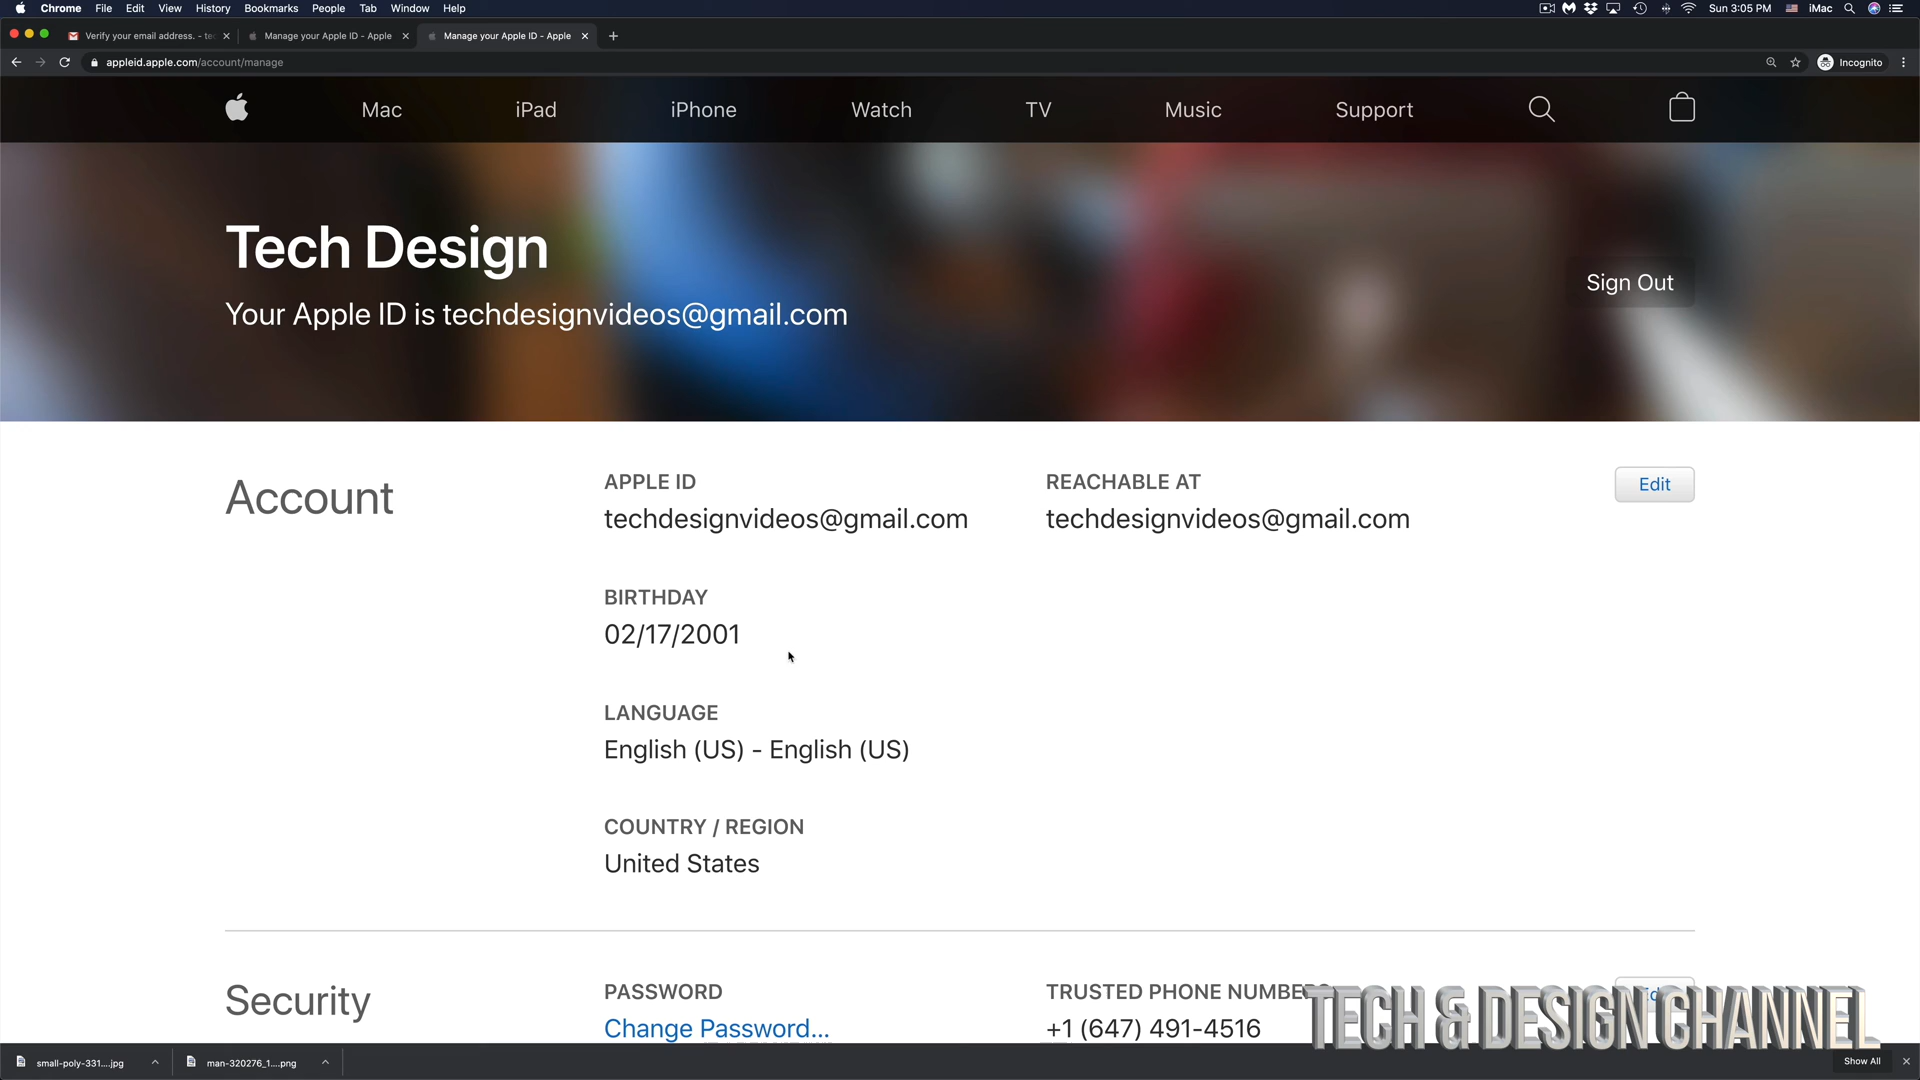 Chrome File Edit View History Bookmarks People Tab Window Help
Sun 3:05 PM iMac
Verify your email address. - tec
Manage your Apple ID - Apple
Manage your Apple ID - Apple
appleid.apple.com/account/manage
Incognito
Mac iPad iPhone Watch TV Music Support
Tech Design
Your Apple ID is techdesignvideos@gmail.com
Sign Out
Account
APPLE ID
techdesignvideos@gmail.com
REACHABLE AT
techdesignvideos@gmail.com
Edit
BIRTHDAY
02/17/2001
LANGUAGE
English (US) - English (US)
COUNTRY / REGION
United States
Security
PASSWORD
Change Password...
TRUSTED PHONE NUMBERS
+1 (647) 491-4516
TECH & DESIGN CHANNEL
small-poly-331....jpg
man-320276_1....png
Show All